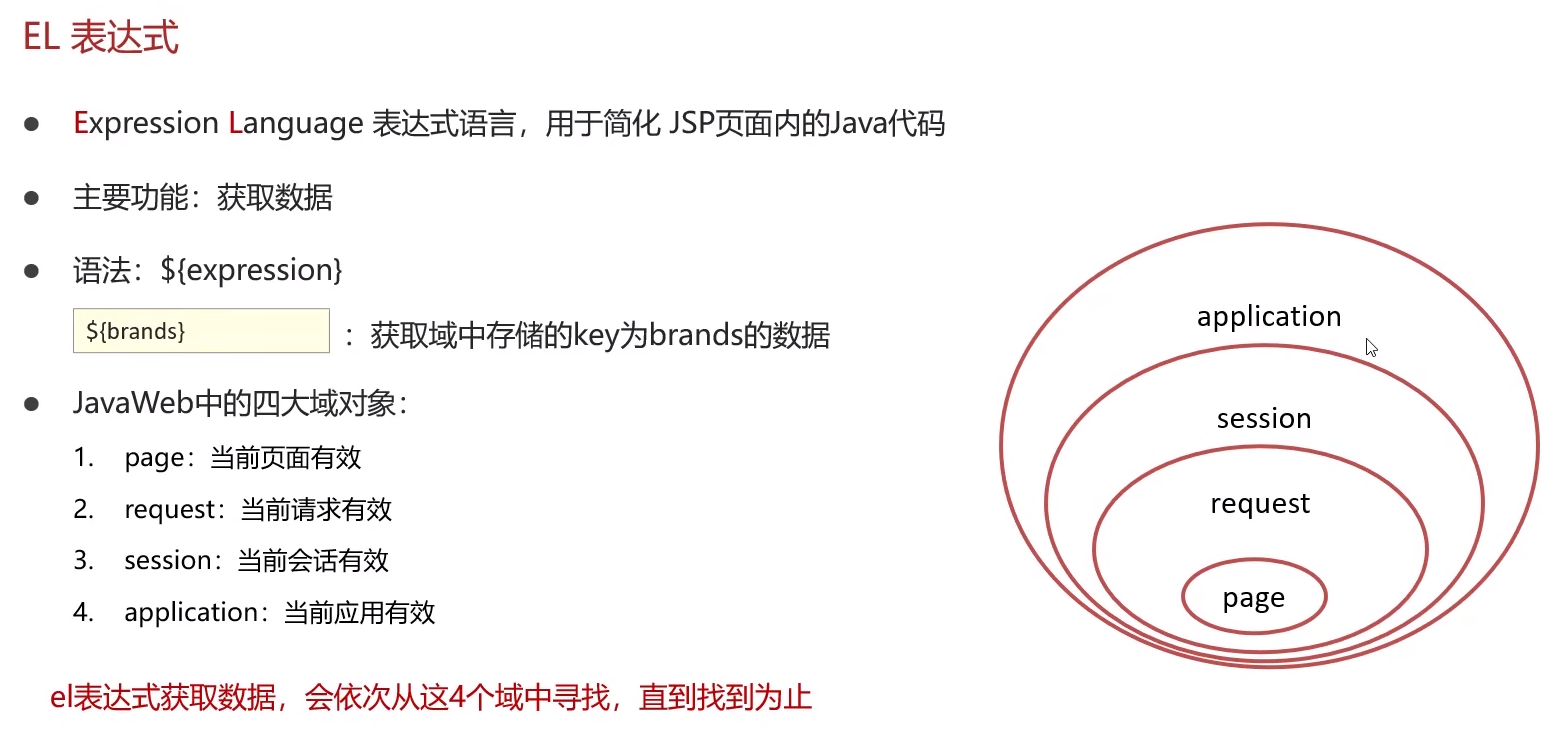 EL 表达式
● Expression Language 表达式语言，用于简化 JSP页面内的Java代码
● 主要功能：获取数据
● 语法：${expression}
${brands} ：获取域中存储的key为brands的数据
● JavaWeb中的四大域对象：
1. page：当前页面有效
2. request：当前请求有效
3. session：当前会话有效
4. application：当前应用有效
el表达式获取数据，会依次从这4个域中寻找，直到找到为止
application
session
request
page